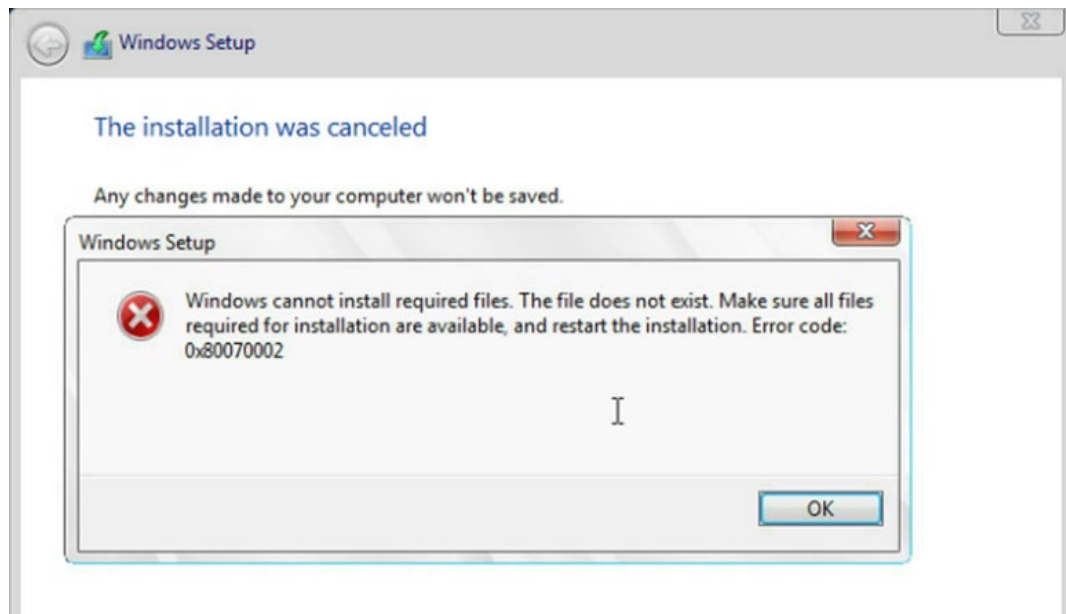 Windows Setup
The installation was canceled
Any changes made to your computer won't be saved.
Windows Setup
Windows cannot install required files. The file does not exist. Make sure all files
required for installation are available, and restart the installation. Error code:
0x80070002
OK